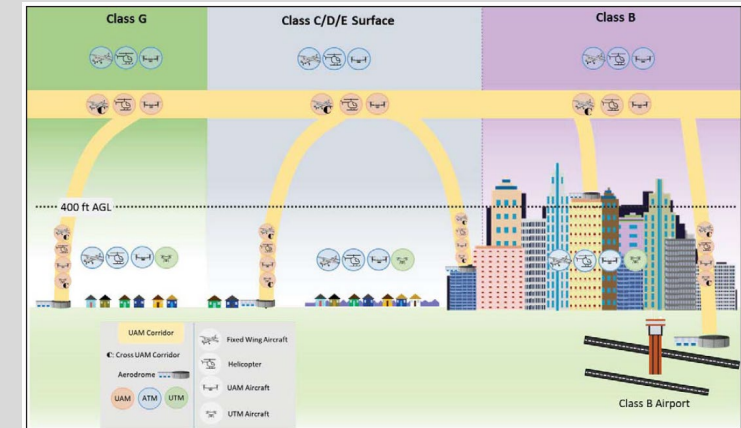 Class G
Class C/D/E Surface
Class B
400 ft AGL
UAM Corridor
Cross UAM Corridor
Aerodrome
UAM
ATM
UTM
Fixed Wing Aircraft
Helicopter
UAM Aircraft
UTM Aircraft
Class B Airport